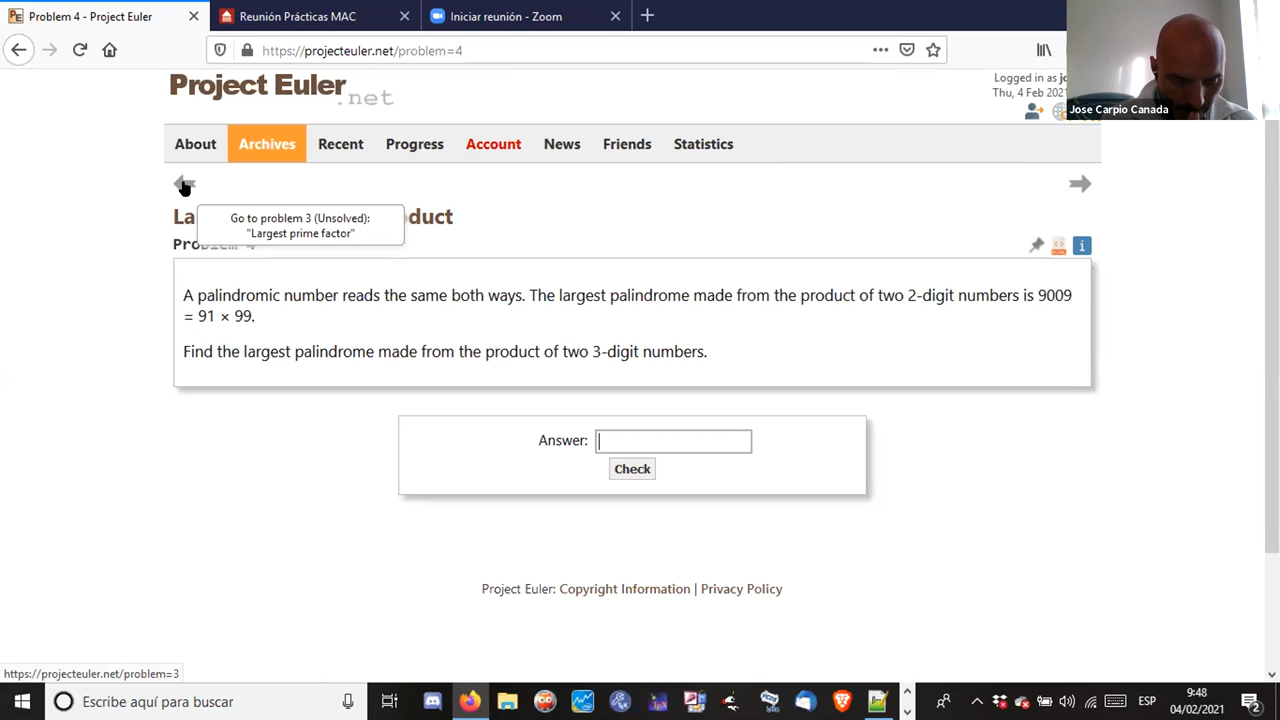 Problem 4 - Project Euler
Reunión Prácticas MAC
Iniciar reunión - Zoom
https://projecteuler.net/problem=4
Project Euler
.net
Logged in as
Thu, 4 Feb 2021
Jose Carpio Canada
About
Archives
Recent
Progress
Account
News
Friends
Statistics
Go to problem 3 (Unsolved):
"Largest prime factor"
La duct
A palindromic number reads the same both ways. The largest palindrome made from the product of two 2-digit numbers is 9009
= 91 × 99.
Find the largest palindrome made from the product of two 3-digit numbers.
Answer:
Check
Project Euler: Copyright Information | Privacy Policy
https://projecteuler.net/problem=3
Escribe aquí para buscar
ESP
9:48
04/02/2021
2